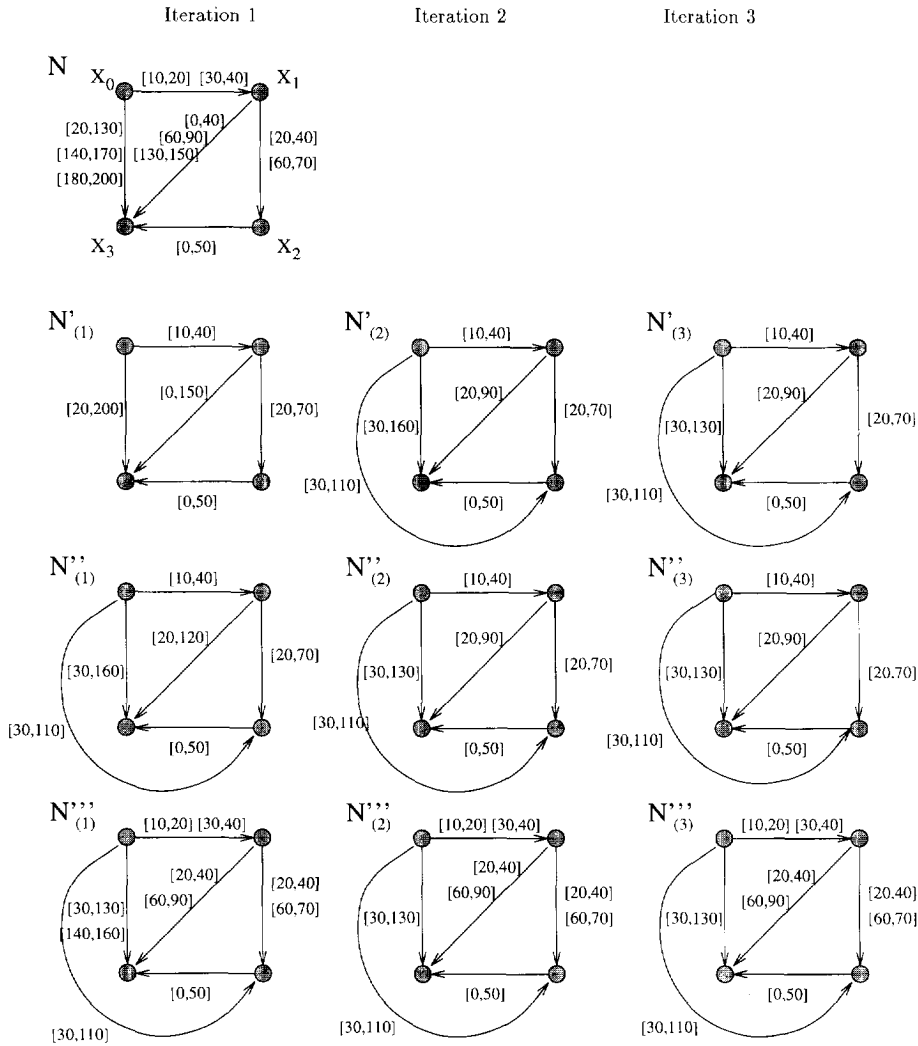 Iteration 1 Iteration 2 Iteration 3
N
X0 [10,20] [30,40] X1
[0,40]
[20,130] [60,90] [20,40]
[140,170] [130,150] [60,70]
[180,200]
X3 [0,50] X2
N'(1) [10,40] N'(2) [10,40] N'(3) [10,40]
[20,200] [0,150] [20,70] [30,160] [20,90] [20,70] [30,130] [20,90] [20,70]
[0,50] [30,110] [0,50] [30,110] [0,50]
N''(1) [10,40] N''(2) [10,40] N''(3) [10,40]
[20,120] [20,90] [20,90]
[30,160] [20,70] [30,130] [20,70] [30,130] [20,70]
[30,110] [0,50] [30,110] [0,50] [30,110] [0,50]
N'''(1) [10,20] [30,40] N'''(2) [10,20] [30,40] N'''(3) [10,20] [30,40]
[20,40] [20,40] [20,40]
[30,130] [60,90] [20,40] [30,130] [60,90] [20,40] [30,130] [60,90] [20,40]
[140,160] [60,70] [60,70] [60,70]
[0,50] [0,50] [0,50]
[30,110] [30,110] [30,110]